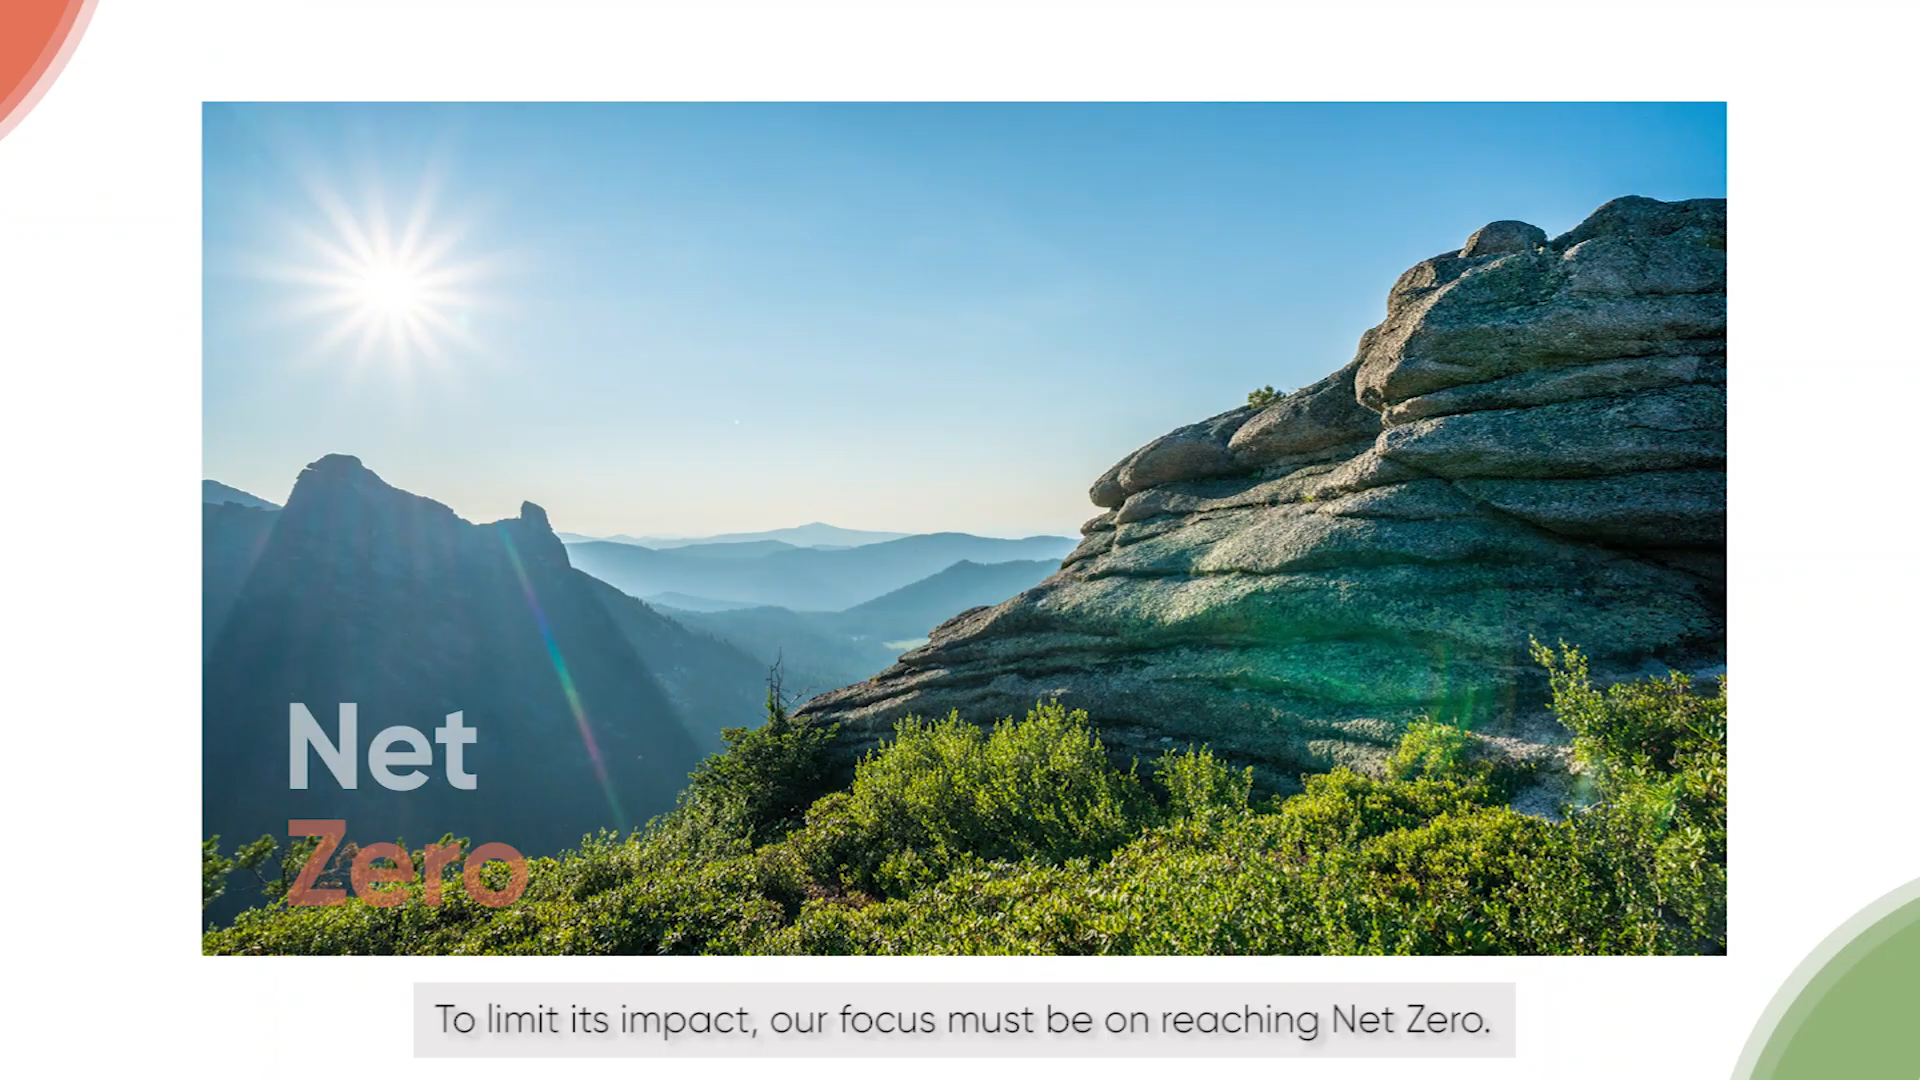 Net
Zero
To limit its impact, our focus must be on reaching Net Zero.